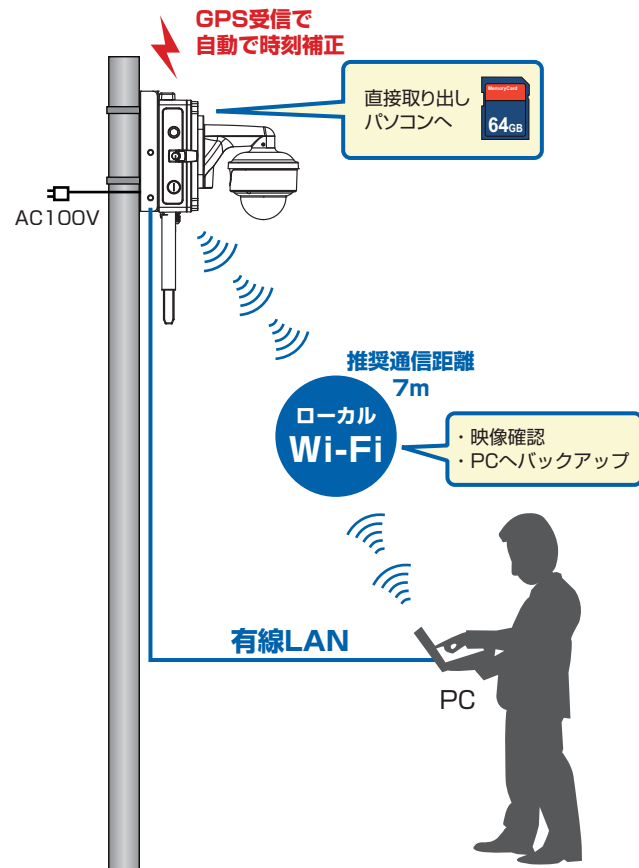 GPS受信で
自動で時刻補正
直接取り出し
パソコンへ
MemoryCard
64GB
AC100V
推奨通信距離
7m
ローカル
Wi-Fi
・映像確認
・PCへバックアップ
有線LAN
PC